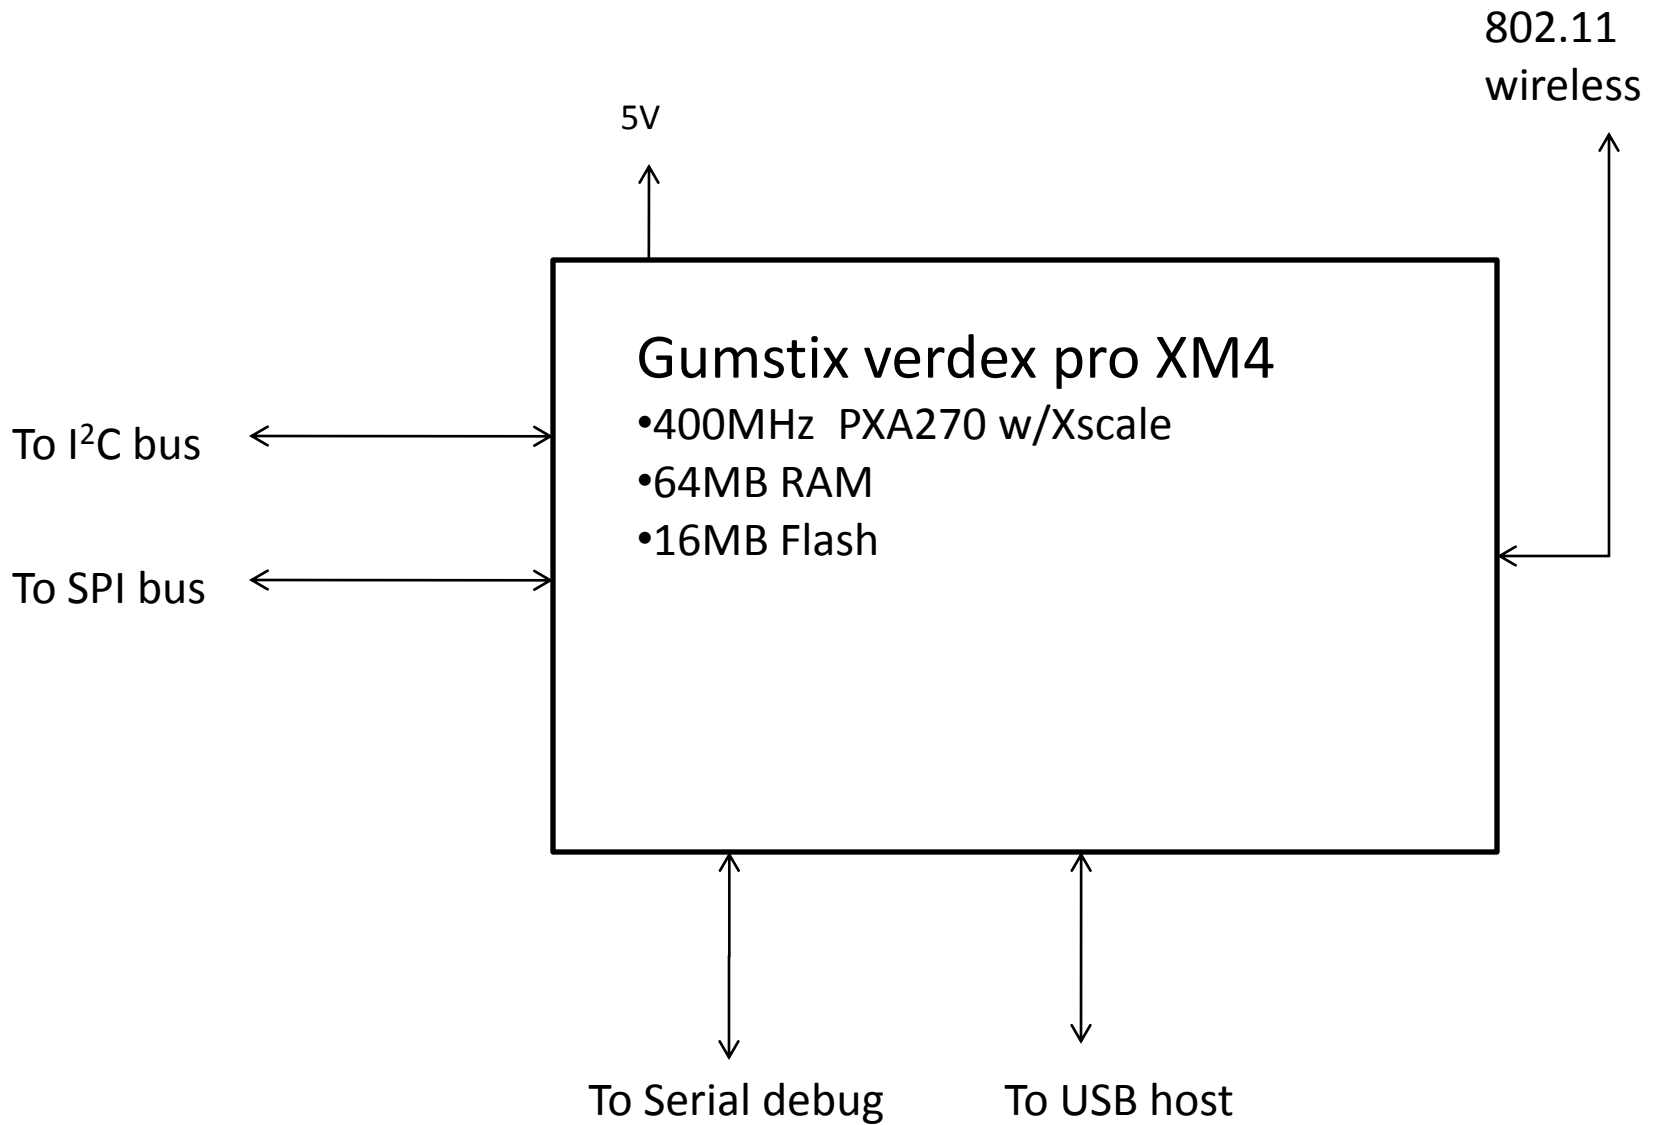 802.11
wireless
5V
Gumstix verdex pro XM4
•400MHz  PXA270 w/Xscale
•64MB RAM
•16MB Flash
To I²C bus
To SPI bus
To Serial debug
To USB host